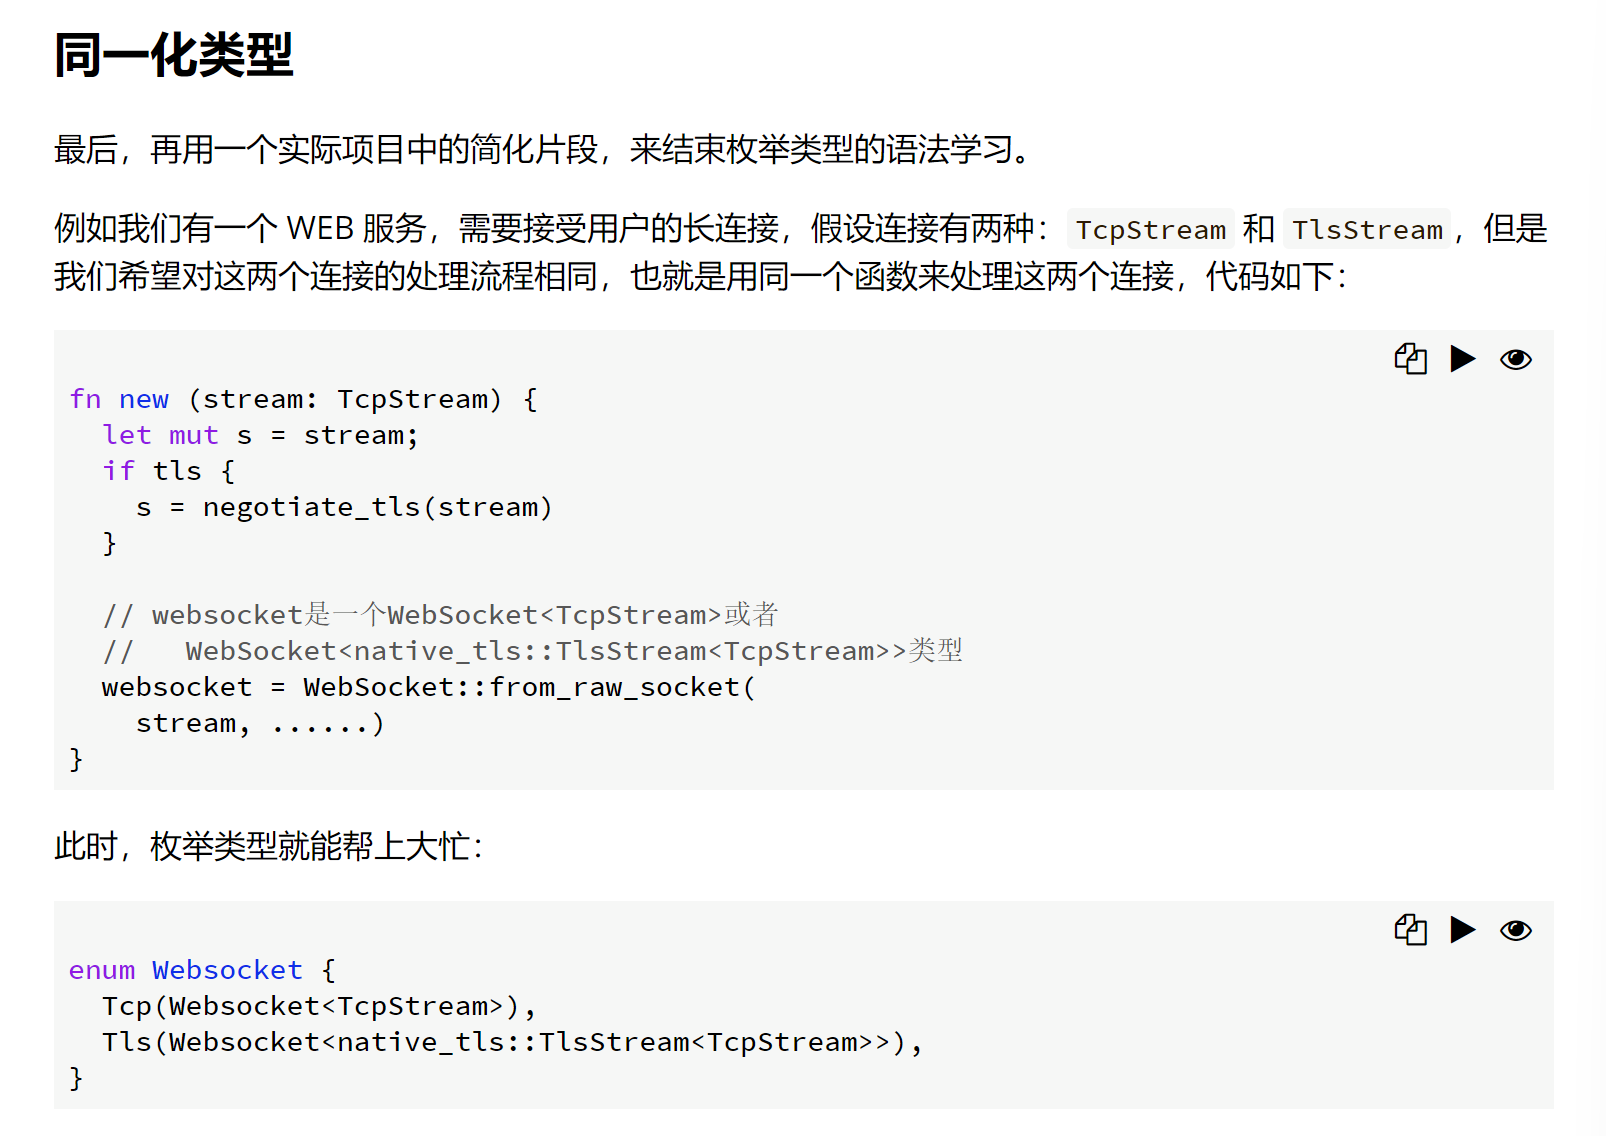 同一化类型
最后，再用一个实际项目中的简化片段，来结束枚举类型的语法学习。
例如我们有一个 WEB 服务，需要接受用户的长连接，假设连接有两种：TcpStream 和 TlsStream，但是
我们希望对这两个连接的处理流程相同，也就是用同一个函数来处理这两个连接，代码如下：
fn new (stream: TcpStream) {
  let mut s = stream;
  if tls {
    s = negotiate_tls(stream)
  }
  // websocket是一个WebSocket<TcpStream>或者
  //   WebSocket<native_tls::TlsStream<TcpStream>>类型
  websocket = WebSocket::from_raw_socket(
    stream, ......)
}
此时，枚举类型就能帮上大忙：
enum Websocket {
  Tcp(Websocket<TcpStream>),
  Tls(Websocket<native_tls::TlsStream<TcpStream>>),
}